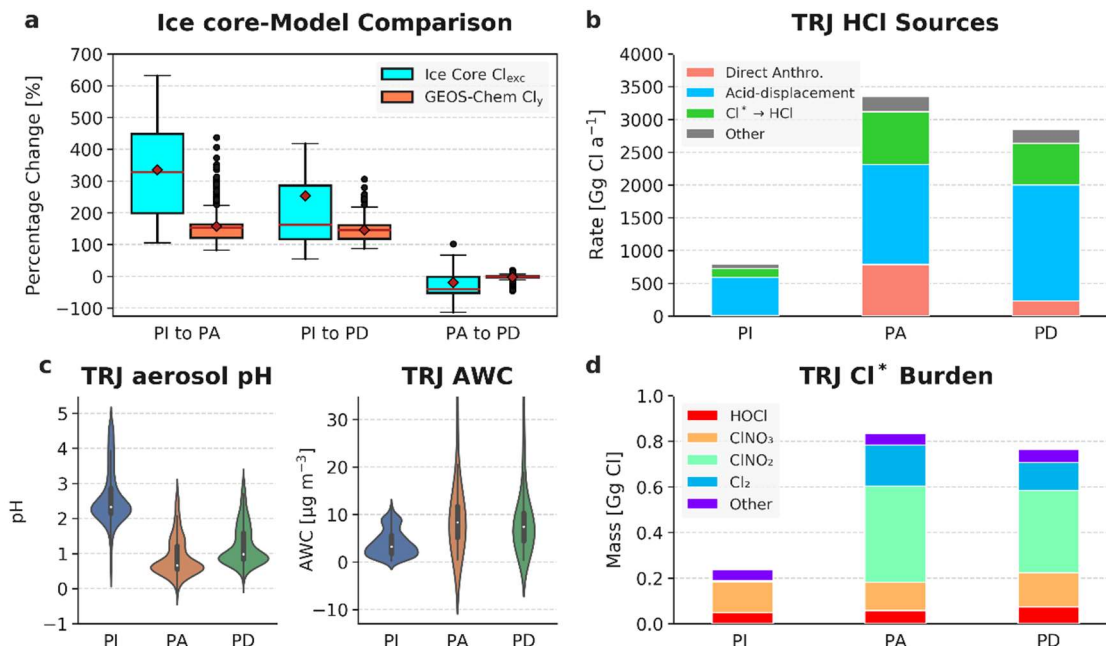 a Ice core-Model Comparison
Percentage Change [%]
700
600
500
400
300
200
100
0
−100
Ice Core Cl_exc
GEOS-Chem Cl_y
PI to PA PI to PD PA to PD
b TRJ HCl Sources
Rate [Gg Cl a⁻¹]
4000
3500
3000
2500
2000
1500
1000
500
0
Direct Anthro.
Acid-displacement
Cl* → HCl
Other
PI PA PD
c TRJ aerosol pH
pH
5
4
3
2
1
0
−1
PI PA PD
TRJ AWC
AWC [µg m⁻³]
30
20
10
0
−10
PI PA PD
d TRJ Cl* Burden
Mass [Gg Cl]
1.0
0.8
0.6
0.4
0.2
0.0
HOCl
ClNO₃
ClNO₂
Cl₂
Other
PI PA PD